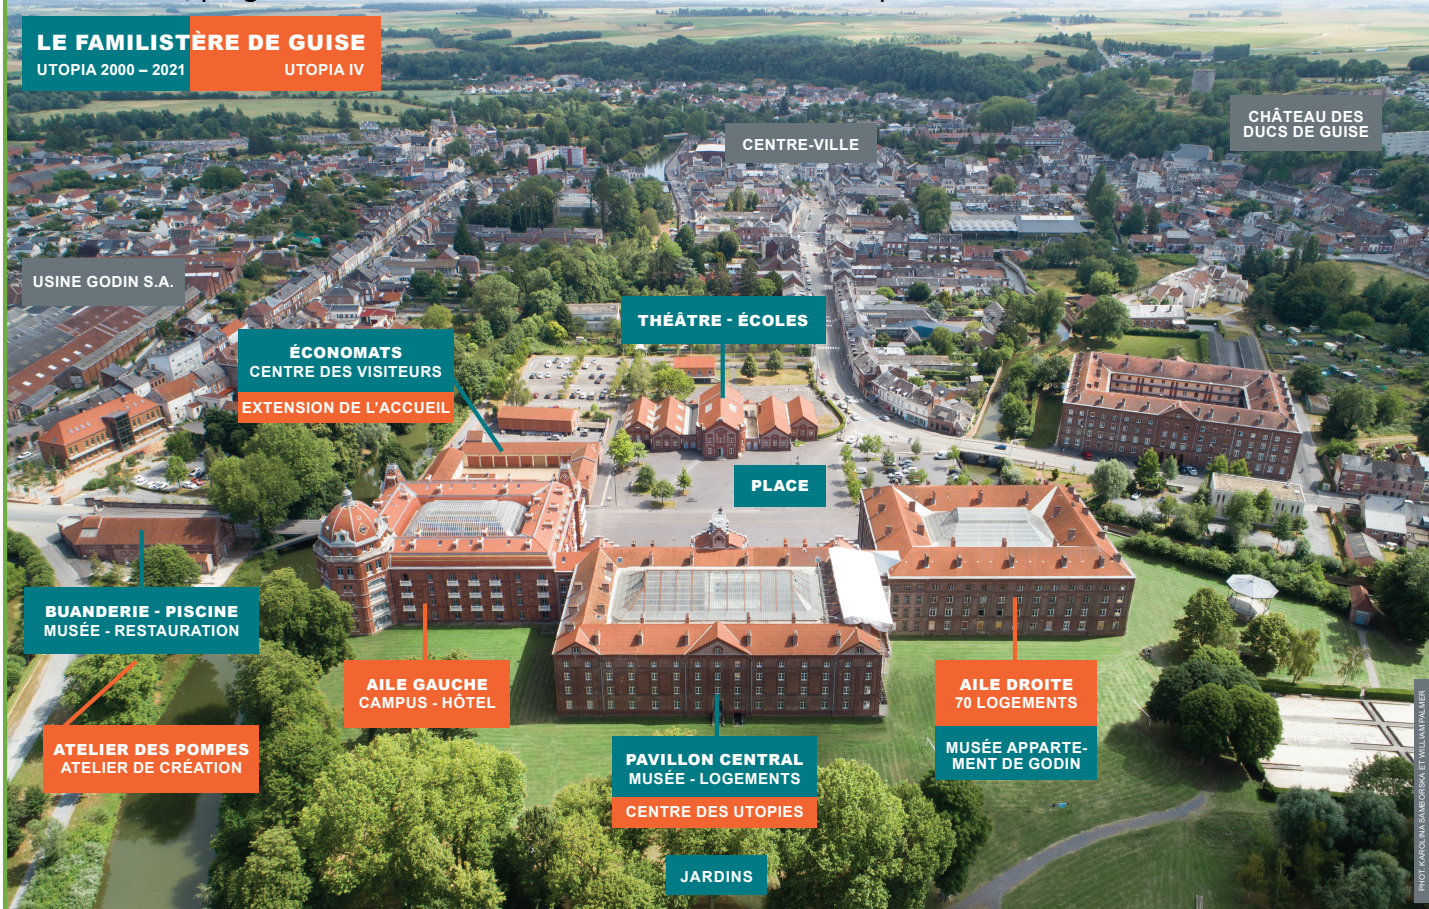 LE FAMILISTÈRE DE GUISE
UTOPIA 2000 – 2021
UTOPIA IV
CENTRE-VILLE
CHÂTEAU DES
DUCS DE GUISE
USINE GODIN S.A.
THÉÂTRE - ÉCOLES
ÉCONOMATS
CENTRE DES VISITEURS
EXTENSION DE L’ACCUEIL
PLACE
BUANDERIE - PISCINE
MUSÉE - RESTAURATION
AILE GAUCHE
CAMPUS - HÔTEL
AILE DROITE
70 LOGEMENTS
MUSÉE APPARTE-
MENT DE GODIN
ATELIER DES POMPES
ATELIER DE CRÉATION
PAVILLON CENTRAL
MUSÉE - LOGEMENTS
CENTRE DES UTOPIES
JARDINS
PHOT. KAROLINA SAMBORSKA ET WILLIAM PALMER